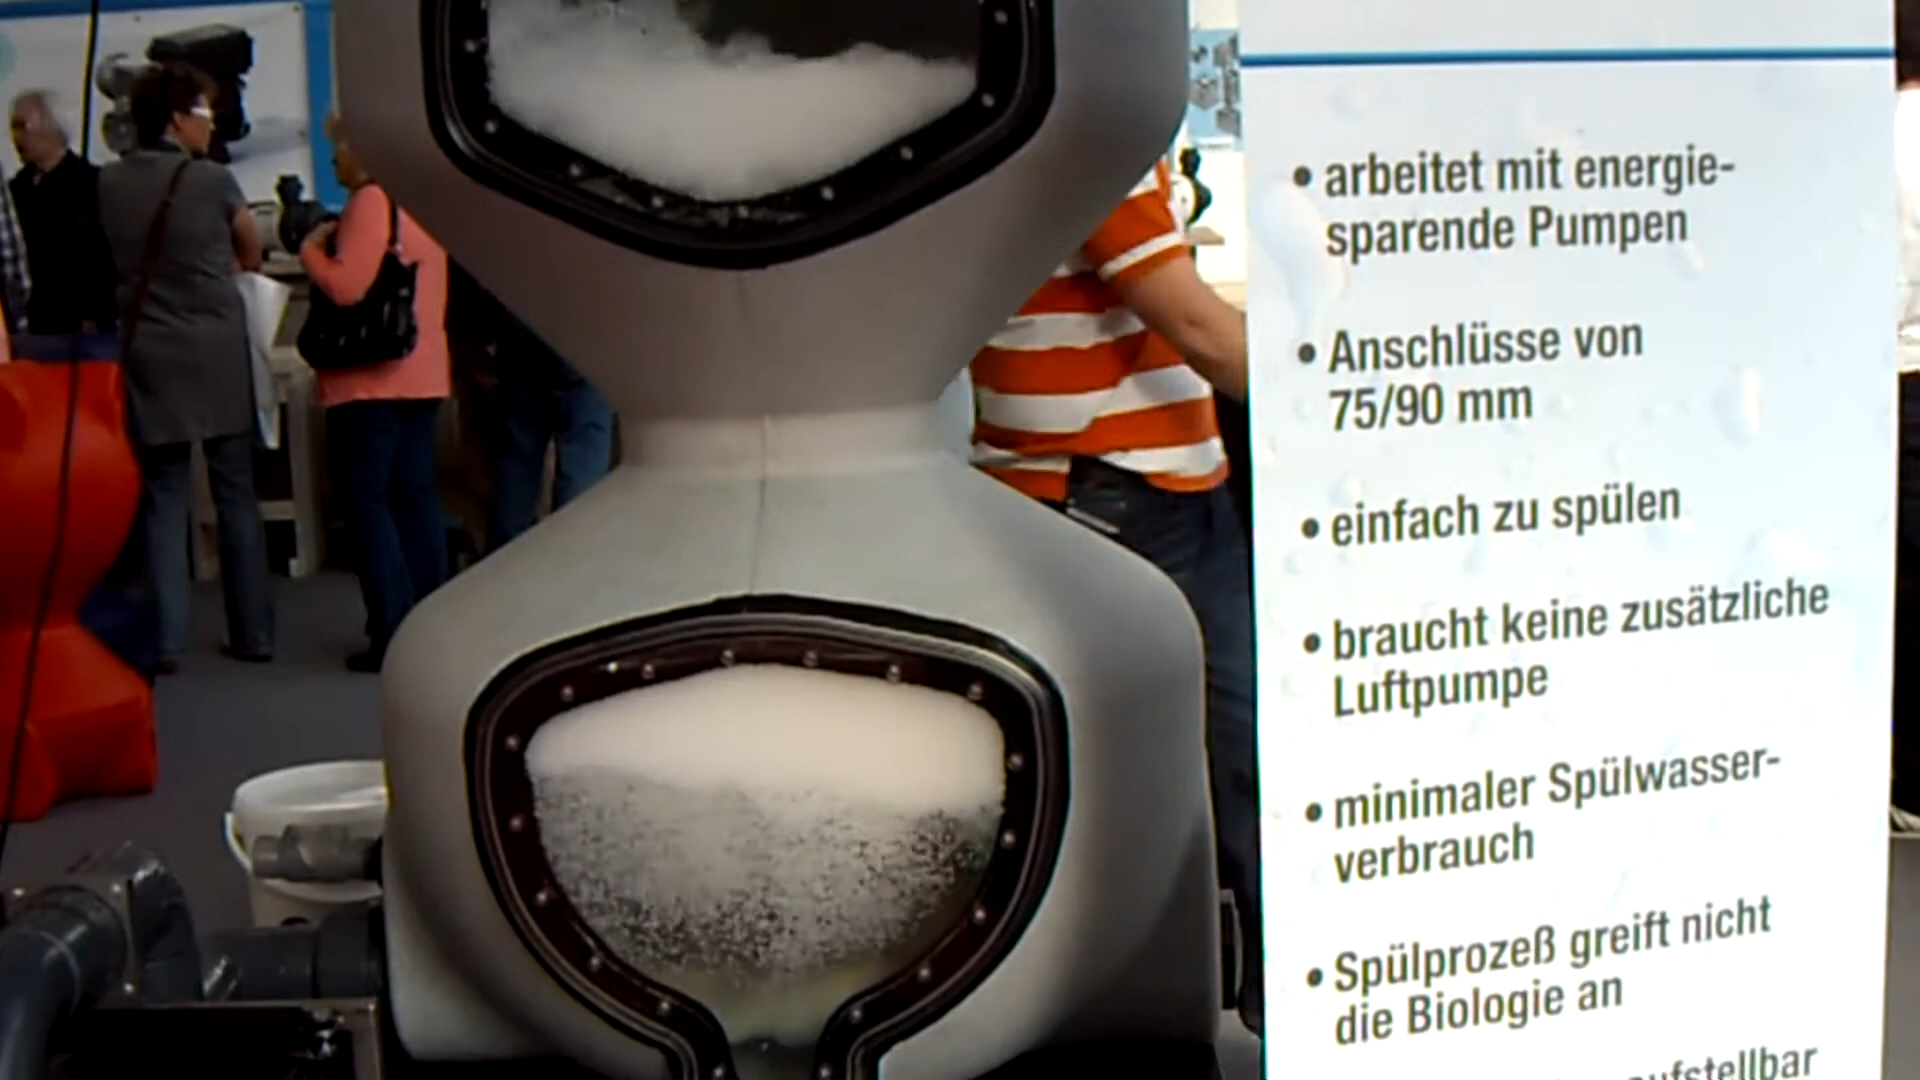 • arbeitet mit energie-
sparende Pumpen
• Anschlüsse von
75/90 mm
• einfach zu spülen
• braucht keine zusätzliche
Luftpumpe
• minimaler Spülwasser-
verbrauch
• Spülprozeß greift nicht
die Biologie an